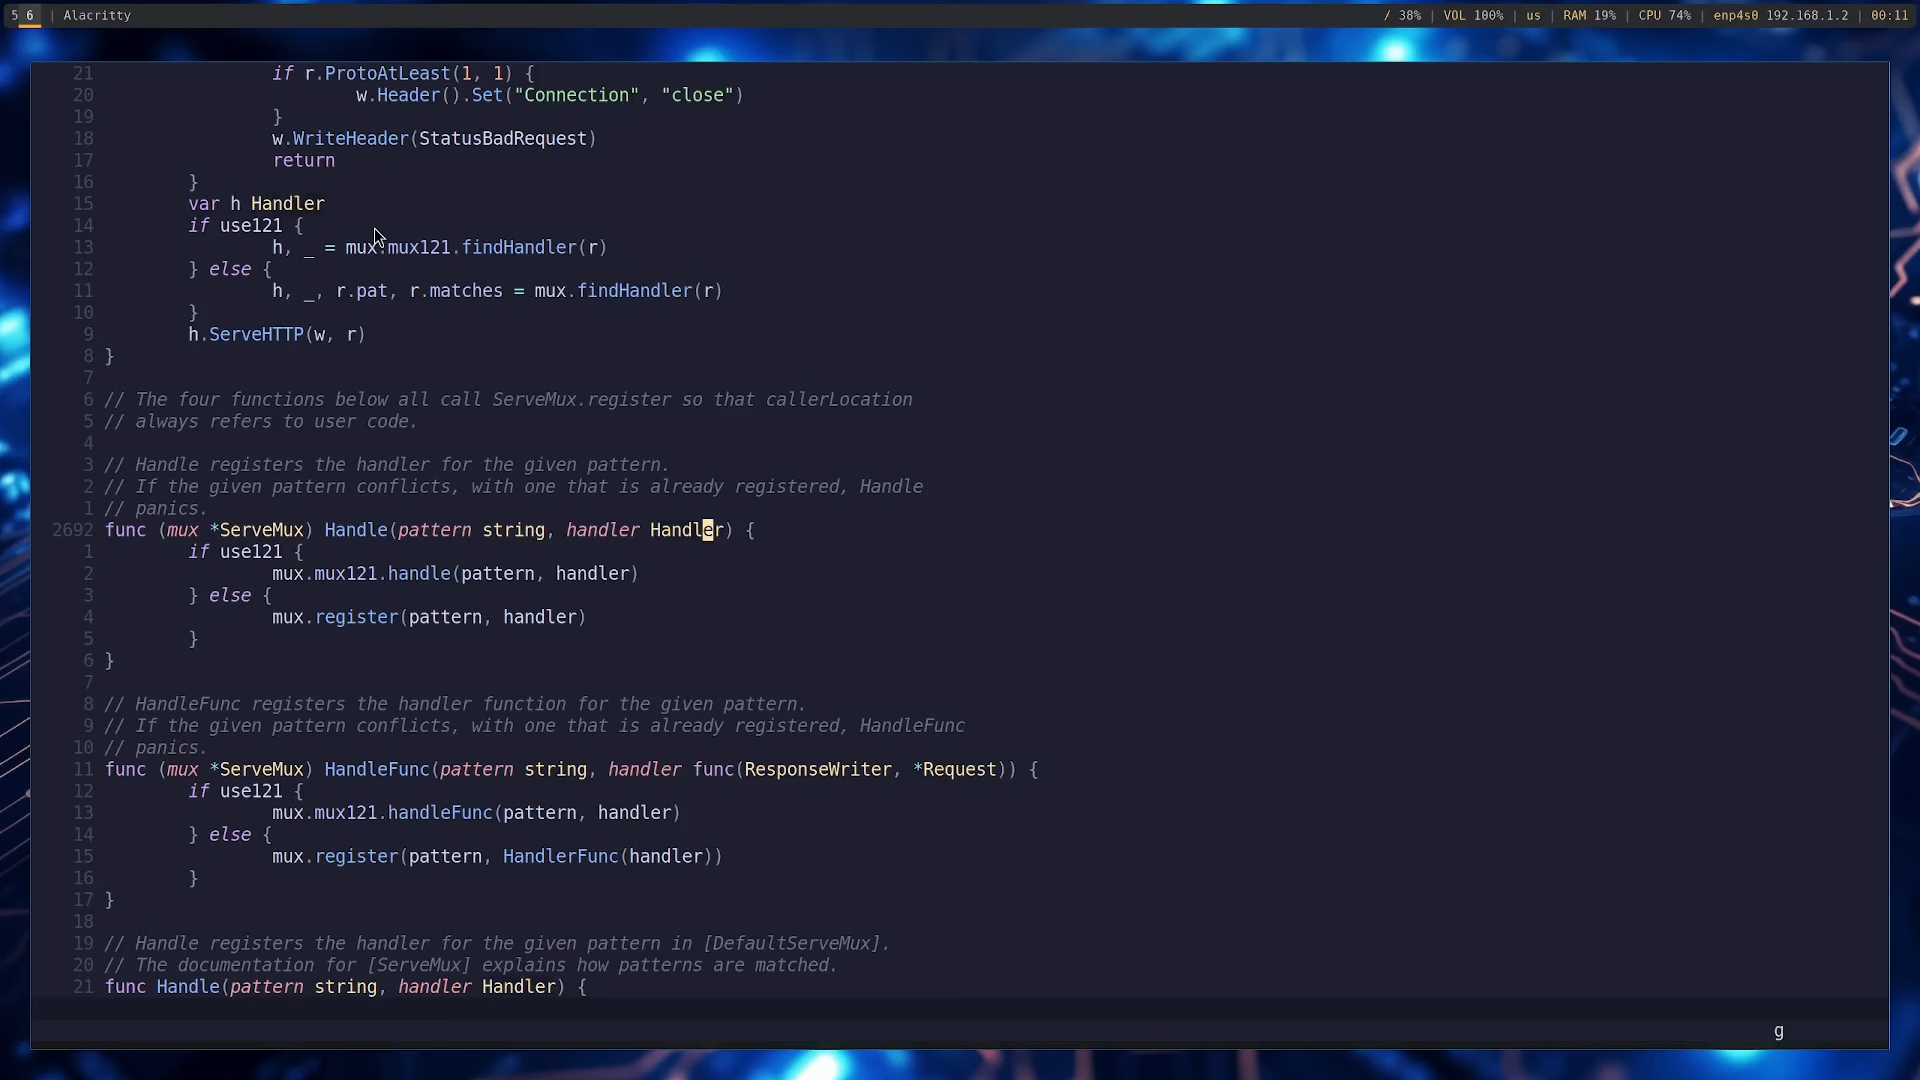 5 6 | Alacritty / 38% | VOL 100% | us | RAM 19% | CPU 74% | enp4s0 192.168.1.2 | 00:11
21 if r.ProtoAtLeast(1, 1) {
20 w.Header().Set("Connection", "close")
19 }
18 w.WriteHeader(StatusBadRequest)
17 return
16 }
15 var h Handler
14 if use121 {
13 h, _ = mux.mux121.findHandler(r)
12 } else {
11 h, _, r.pat, r.matches = mux.findHandler(r)
10 }
9 h.ServeHTTP(w, r)
8 }
7
6 // The four functions below all call ServeMux.register so that callerLocation
5 // always refers to user code.
4
3 // Handle registers the handler for the given pattern.
2 // If the given pattern conflicts, with one that is already registered, Handle
1 // panics.
2692 func (mux *ServeMux) Handle(pattern string, handler Handler) {
1 if use121 {
2 mux.mux121.handle(pattern, handler)
3 } else {
4 mux.register(pattern, handler)
5 }
6 }
7
8 // HandleFunc registers the handler function for the given pattern.
9 // If the given pattern conflicts, with one that is already registered, HandleFunc
10 // panics.
11 func (mux *ServeMux) HandleFunc(pattern string, handler func(ResponseWriter, *Request)) {
12 if use121 {
13 mux.mux121.handleFunc(pattern, handler)
14 } else {
15 mux.register(pattern, HandlerFunc(handler))
16 }
17 }
18
19 // Handle registers the handler for the given pattern in [DefaultServeMux].
20 // The documentation for [ServeMux] explains how patterns are matched.
21 func Handle(pattern string, handler Handler) {
g